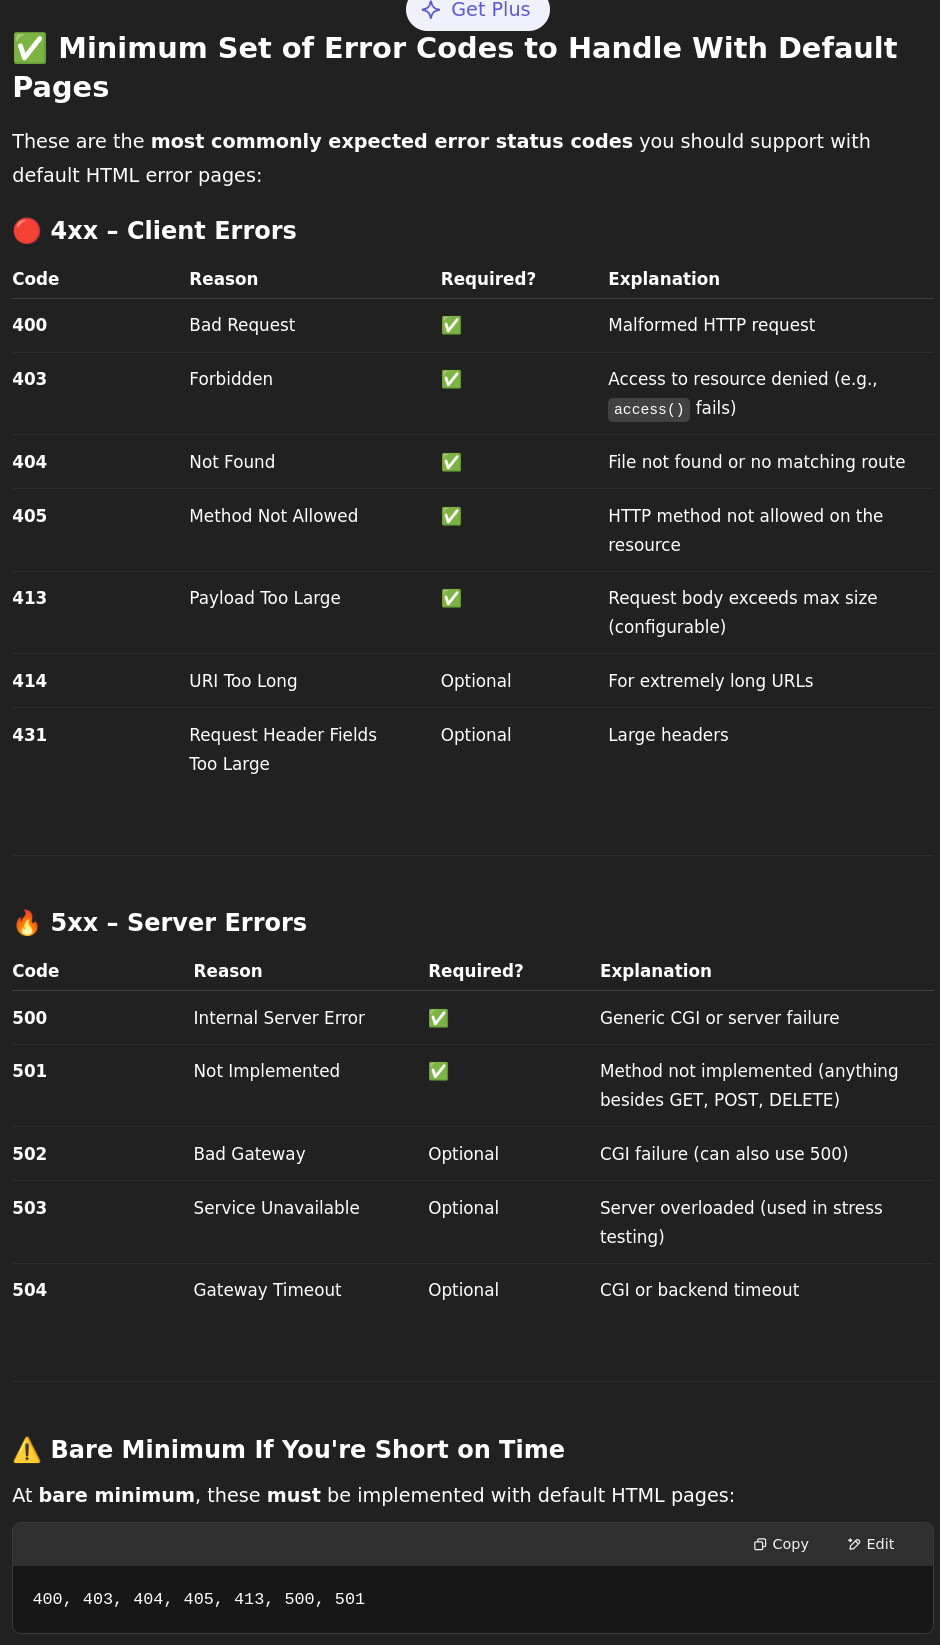 Get Plus
✅ Minimum Set of Error Codes to Handle With Default
Pages
These are the most commonly expected error status codes you should support with
default HTML error pages:
🔴 4xx – Client Errors
Code Reason Required? Explanation
400 Bad Request ✅ Malformed HTTP request
403 Forbidden ✅ Access to resource denied (e.g.,
access() fails)
404 Not Found ✅ File not found or no matching route
405 Method Not Allowed ✅ HTTP method not allowed on the
resource
413 Payload Too Large ✅ Request body exceeds max size
(configurable)
414 URI Too Long Optional For extremely long URLs
431 Request Header Fields Optional Large headers
Too Large
🔥 5xx – Server Errors
Code Reason Required? Explanation
500 Internal Server Error ✅ Generic CGI or server failure
501 Not Implemented ✅ Method not implemented (anything
besides GET, POST, DELETE)
502 Bad Gateway Optional CGI failure (can also use 500)
503 Service Unavailable Optional Server overloaded (used in stress
testing)
504 Gateway Timeout Optional CGI or backend timeout
⚠️ Bare Minimum If You're Short on Time
At bare minimum, these must be implemented with default HTML pages:
Copy Edit
400, 403, 404, 405, 413, 500, 501